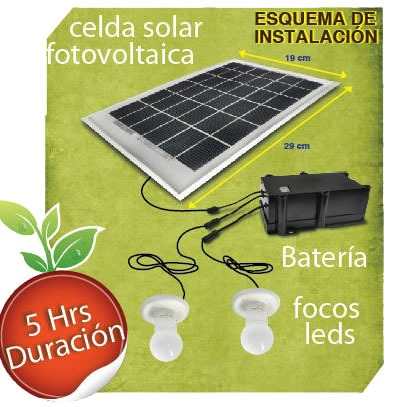 celda solar
fotovoltaica
ESQUEMA DE
INSTALACIÓN
19 cm
29 cm
Batería
focos
leds
5 Hrs
Duración